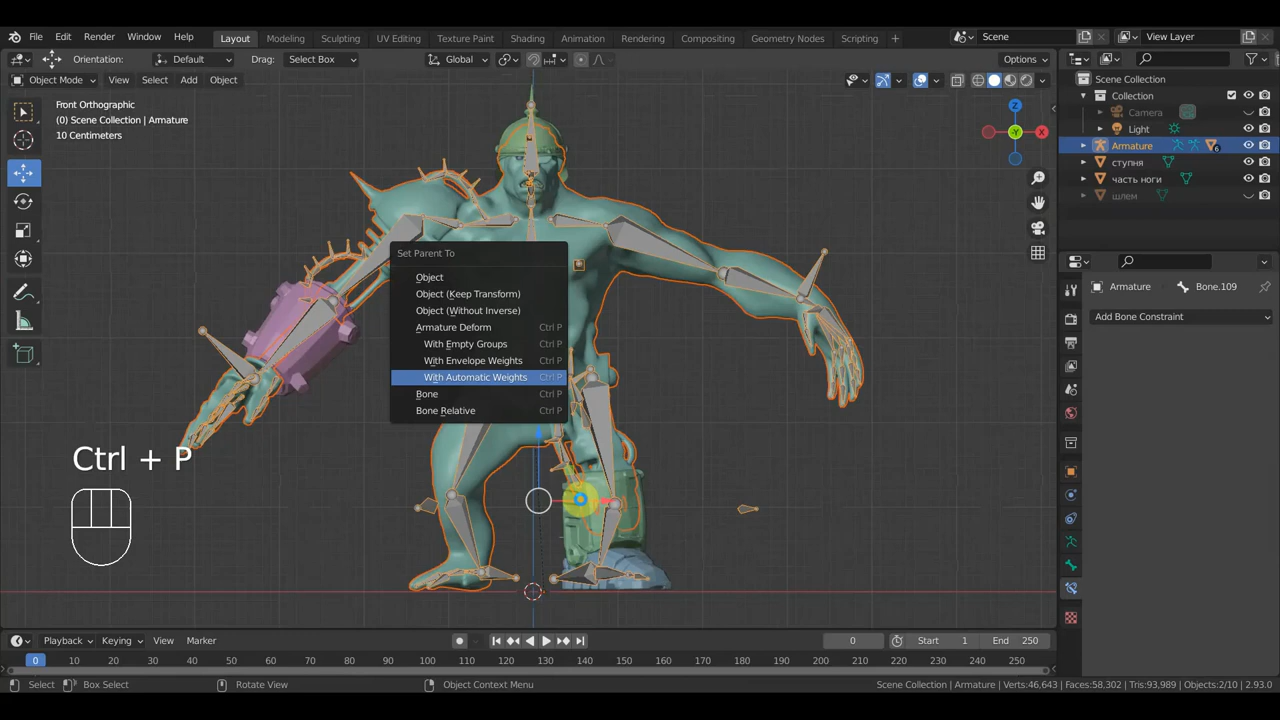 File Edit Render Window Help Layout Modeling Sculpting UV Editing Texture Paint Shading Animation Rendering Compositing Geometry Nodes Scripting + Scene View Layer
Orientation: Default Drag: Select Box Global Options
Object Mode View Select Add Object
Front Orthographic
(0) Scene Collection | Armature
10 Centimeters
Z
Y
X
Scene Collection
Collection
Camera
Light
Armature 6
ступня
часть ноги
шлем
Armature Bone.109
Add Bone Constraint
Set Parent To
Object
Object (Keep Transform)
Object (Without Inverse)
Armature Deform Ctrl P
With Empty Groups Ctrl P
With Envelope Weights Ctrl P
With Automatic Weights Ctrl P
Bone Ctrl P
Bone Relative Ctrl P
Ctrl + P
Playback Keying View Marker 0 Start 1 End 250
0 10 20 30 40 50 60 70 80 90 100 110 120 130 140 150 160 170 180 190 200 210 220 230 240 250
Select Box Select Rotate View Object Context Menu Scene Collection | Armature | Verts:46,643 | Faces:58,302 | Tris:93,989 | Objects:2/10 | 2.93.0